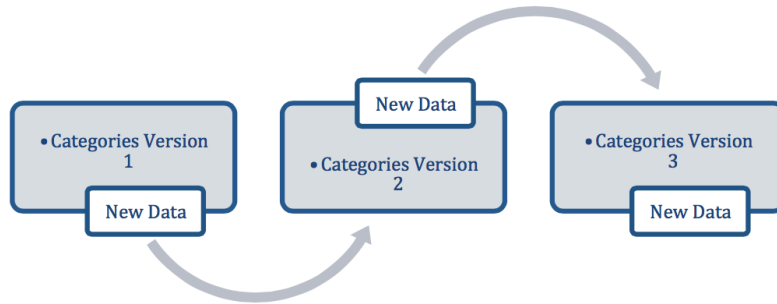 • Categories Version
1
New Data
New Data
• Categories Version
2
• Categories Version
3
New Data